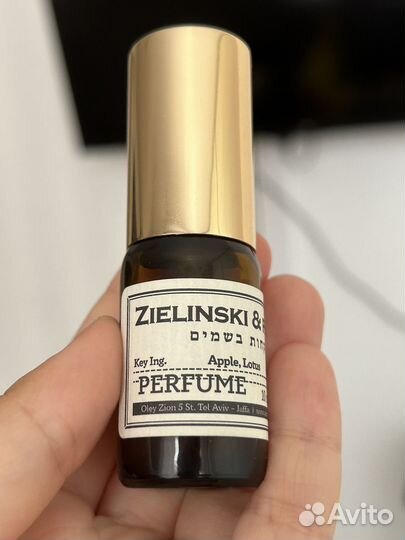 ZIELINSKI &
בשמים
Key Ing. Apple, Lotus
PERFUME
Oley Zion 5 St. Tel Aviv - Jaffa
Avito